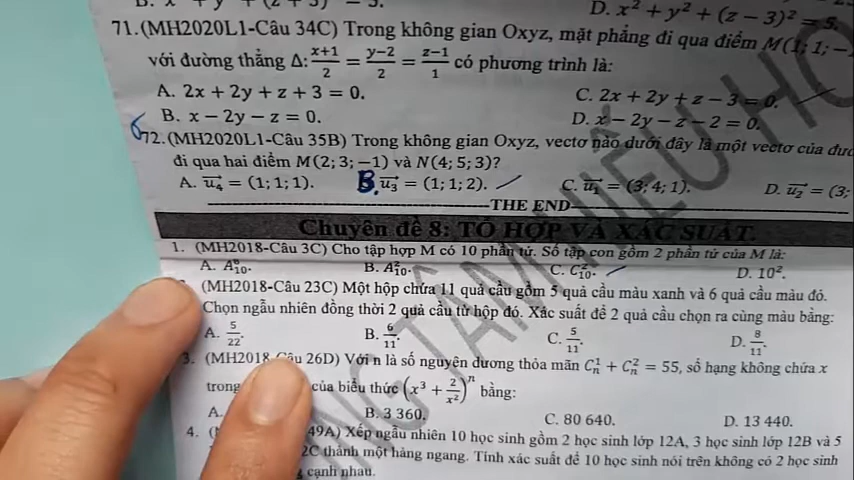 D. x² + y² + (z − 3)² = 5.
71.(MH2020L1-Câu 34C) Trong không gian Oxyz, mặt phẳng đi qua điểm M(1; 1; −
với đường thẳng Δ: (x+1)/2 = (y−2)/2 = (z−1)/1 có phương trình là:
A. 2x + 2y + z + 3 = 0. C. 2x + 2y + z − 3 = 0.
B. x − 2y − z = 0. D. x − 2y − z − 2 = 0.
72.(MH2020L1-Câu 35B) Trong không gian Oxyz, vectơ nào dưới đây là một vectơ của đườ
đi qua hai điểm M(2; 3; −1) và N(4; 5; 3)?
A. u₄ = (1; 1; 1). B. u₃ = (1; 1; 2). C. u₁ = (3; 4; 1). D. u₂ = (3;
THE END
Chuyên đề 8: TỔ HỢP VÀ XÁC SUẤT.
1. (MH2018-Câu 3C) Cho tập hợp M có 10 phần tử. Số tập con gồm 2 phần tử của M là:
A. A₁₀⁸. B. A₁₀². C. C₁₀². D. 10².
(MH2018-Câu 23C) Một hộp chứa 11 quả cầu gồm 5 quả cầu màu xanh và 6 quả cầu màu đỏ.
Chọn ngẫu nhiên đồng thời 2 quả cầu từ hộp đó. Xác suất để 2 quả cầu chọn ra cùng màu bằng:
A. 5/22. B. 6/11. C. 5/11. D. 8/11.
3. (MH2018-Câu 26D) Với n là số nguyên dương thỏa mãn Cₙ¹ + Cₙ² = 55, số hạng không chứa x
trong của biểu thức (x³ + 2/x²)ⁿ bằng:
A. B. 3 360. C. 80 640. D. 13 440.
4. 49A) Xếp ngẫu nhiên 10 học sinh gồm 2 học sinh lớp 12A, 3 học sinh lớp 12B và 5
2C thành một hàng ngang. Tính xác suất để 10 học sinh nói trên không có 2 học sinh
cạnh nhau.